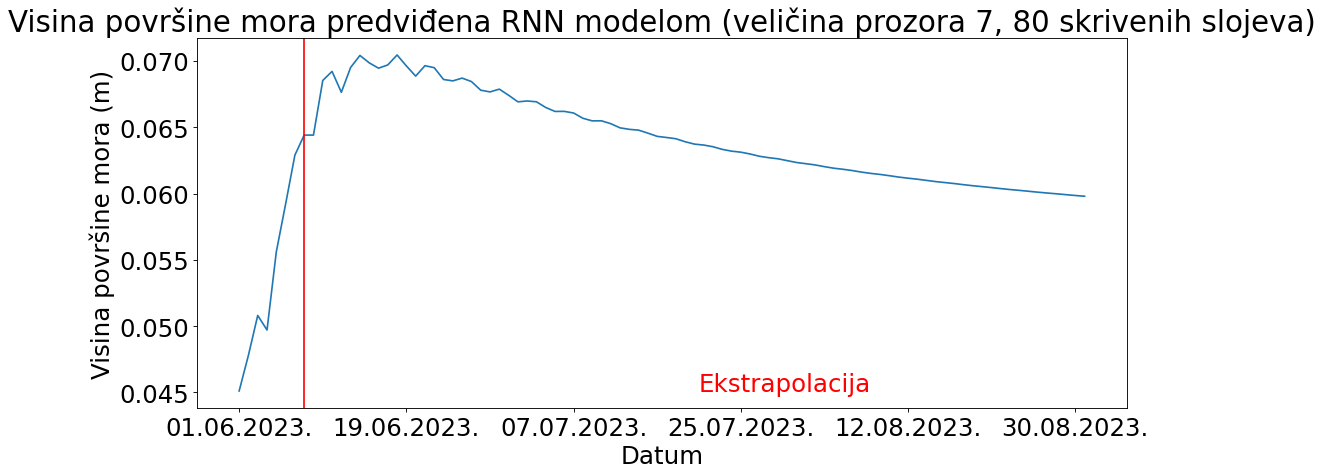 Visina površine mora predviđena RNN modelom (veličina prozora 7, 80 skrivenih slojeva)
Visina površine mora (m)
0.070
0.065
0.060
0.055
0.050
0.045
Ekstrapolacija
01.06.2023. 19.06.2023. 07.07.2023. 25.07.2023. 12.08.2023. 30.08.2023.
Datum